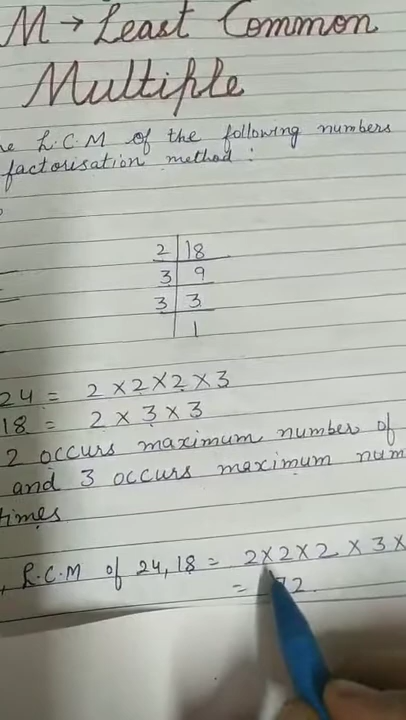 M → Least Common
Multiple
L.C.M of the following numbers
factorisation method :
2 | 18
3 | 9
3 | 3
1
24 = 2 × 2 × 2 × 3
18 = 2 × 3 × 3
2 occurs maximum number of
and 3 occurs maximum num
times
L.C.M of 24, 18 = 2 × 2 × 2 × 3 ×
= 72.